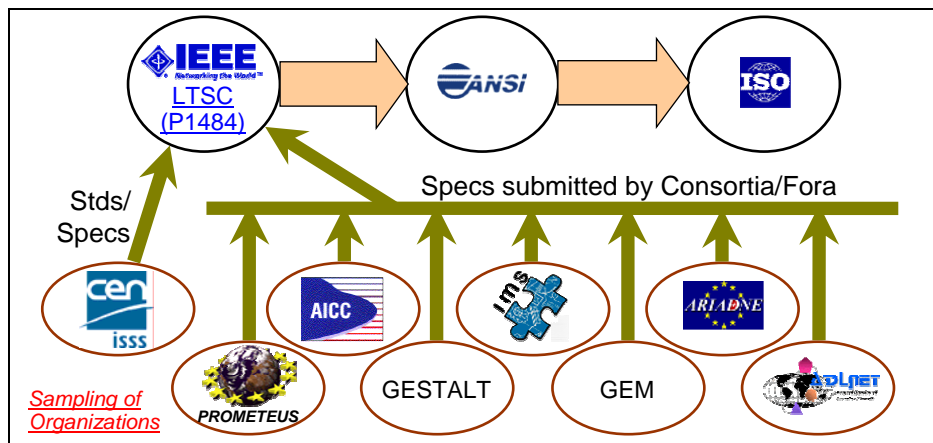 IEEE
Networking the World™
LTSC
(P1484)
ANSI
ISO
Specs submitted by Consortia/Fora
Stds/
Specs
cen
isss
AICC
ims
ARIADNE
PROMETEUS
GESTALT
GEM
ADLnet
Sampling of
Organizations